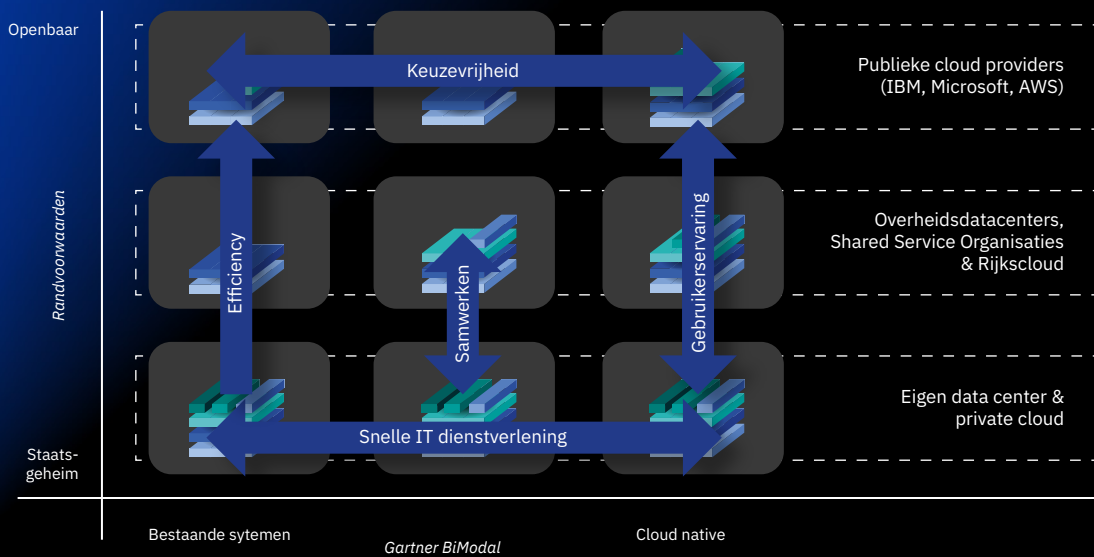 Openbaar
Keuzevrijheid
Publieke cloud providers
(IBM, Microsoft, AWS)
Randvoorwaarden
Efficiency
Samwerken
Gebruikerservaring
Overheidsdatacenters,
Shared Service Organisaties
& Rijkscloud
Eigen data center &
private cloud
Snelle IT dienstverlening
Staats-
geheim
Bestaande sytemen
Gartner BiModal
Cloud native